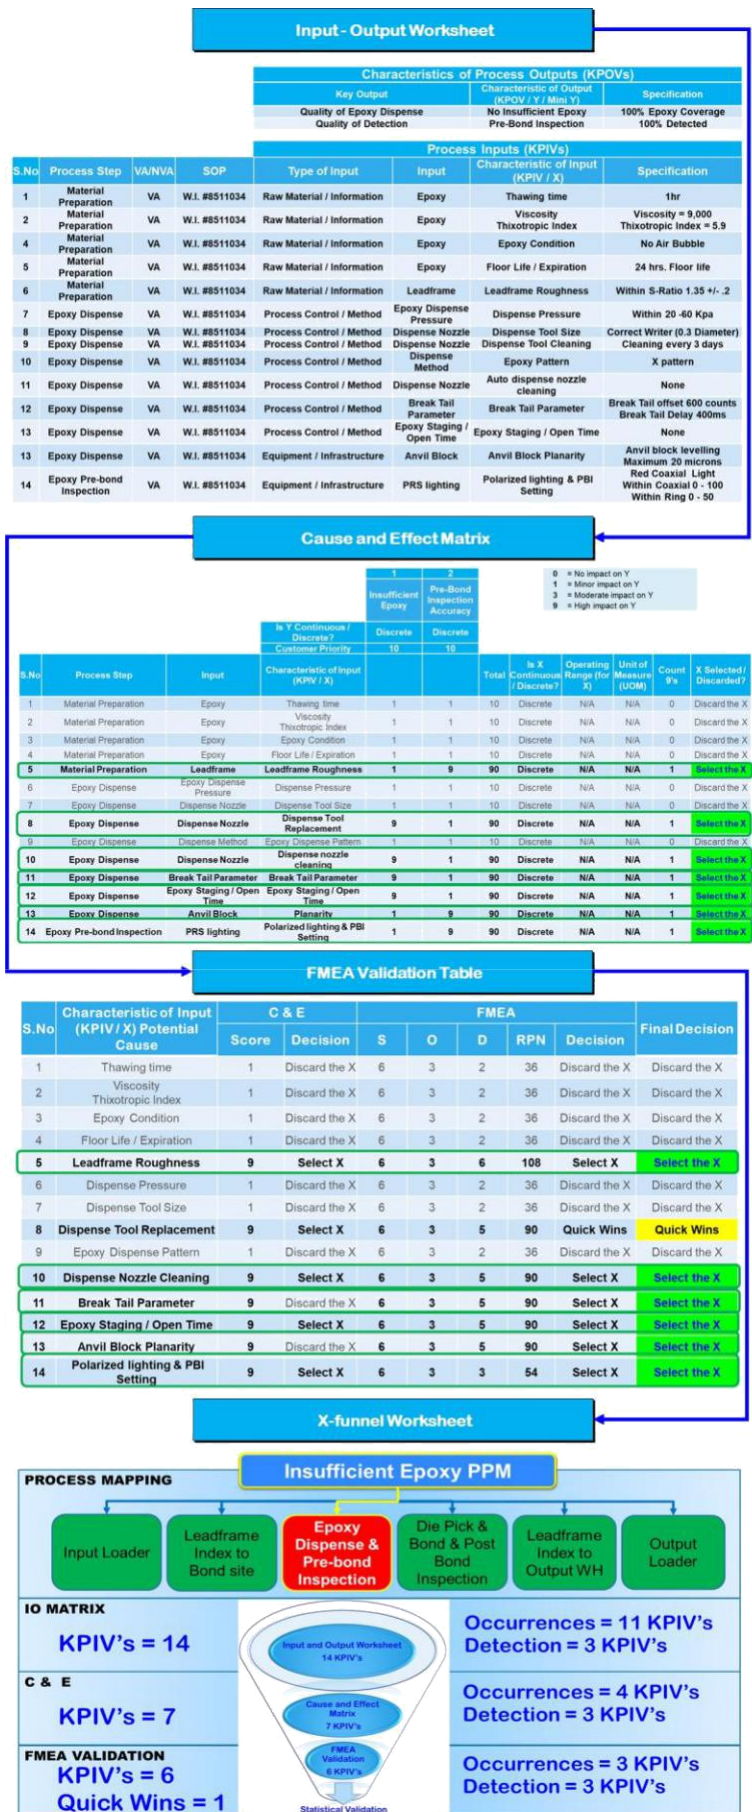 Input - Output Worksheet
Characteristics of Process Outputs (KPOVs)
Key Output Characteristic of Output (KPOV / Y / Mini Y) Specification
Quality of Epoxy Dispense No Insufficient Epoxy 100% Epoxy Coverage
Quality of Detection Pre-Bond Inspection 100% Detected
Process Inputs (KPIVs)
S.No Process Step VA/NVA SOP Type of Input Input Characteristic of Input (KPIV / X) Specification
1 Material Preparation VA W.I. #8511034 Raw Material / Information Epoxy Thawing time 1hr
2 Material Preparation VA W.I. #8511034 Raw Material / Information Epoxy Viscosity Thixotropic Index Viscosity = 9,000 Thixotropic Index = 5.9
4 Material Preparation VA W.I. #8511034 Raw Material / Information Epoxy Epoxy Condition No Air Bubble
5 Material Preparation VA W.I. #8511034 Raw Material / Information Epoxy Floor Life / Expiration 24 hrs. Floor life
6 Material Preparation VA W.I. #8511034 Raw Material / Information Leadframe Leadframe Roughness Within S-Ratio 1.35 +/- .2
7 Epoxy Dispense VA W.I. #8511034 Process Control / Method Epoxy Dispense Pressure Dispense Pressure Within 20 -60 Kpa
8 Epoxy Dispense VA W.I. #8511034 Process Control / Method Dispense Nozzle Dispense Tool Size Correct Writer (0.3 Diameter)
9 Epoxy Dispense VA W.I. #8511034 Process Control / Method Dispense Nozzle Dispense Tool Cleaning Cleaning every 3 days
10 Epoxy Dispense VA W.I. #8511034 Process Control / Method Dispense Method Epoxy Pattern X pattern
11 Epoxy Dispense VA W.I. #8511034 Process Control / Method Dispense Nozzle Auto dispense nozzle cleaning None
12 Epoxy Dispense VA W.I. #8511034 Process Control / Method Break Tail Parameter Break Tail Parameter Break Tail offset 600 counts Break Tail Delay 400ms
13 Epoxy Dispense VA W.I. #8511034 Process Control / Method Epoxy Staging / Open Time Epoxy Staging / Open Time None
13 Epoxy Dispense VA W.I. #8511034 Equipment / Infrastructure Anvil Block Anvil Block Planarity Anvil block levelling Maximum 20 microns
14 Epoxy Pre-bond Inspection VA W.I. #8511034 Equipment / Infrastructure PRS lighting Polarized lighting & PBI Setting Red Coaxial Light Within Coaxial 0 - 100 Within Ring 0 - 50
Cause and Effect Matrix
1 2
Insufficient Epoxy Pre-Bond Inspection Accuracy
0 = No impact on Y
1 = Minor impact on Y
3 = Moderate impact on Y
9 = High impact on Y
Is Y Continuous / Discrete? Discrete Discrete
Customer Priority 10 10
S.No Process Step Input Characteristic of Input (KPIV / X) Total Is X Continuous / Discrete? Operating Range (for X) Unit of Measure (UOM) Count 9's X Selected / Discarded?
1 Material Preparation Epoxy Thawing time 1 1 10 Discrete N/A N/A 0 Discard the X
2 Material Preparation Epoxy Viscosity Thixotropic Index 1 1 10 Discrete N/A N/A 0 Discard the X
3 Material Preparation Epoxy Epoxy Condition 1 1 10 Discrete N/A N/A 0 Discard the X
4 Material Preparation Epoxy Floor Life / Expiration 1 1 10 Discrete N/A N/A 0 Discard the X
5 Material Preparation Leadframe Leadframe Roughness 1 9 90 Discrete N/A N/A 1 Select the X
6 Epoxy Dispense Epoxy Dispense Pressure Dispense Pressure 1 1 10 Discrete N/A N/A 0 Discard the X
7 Epoxy Dispense Dispense Nozzle Dispense Tool Size 1 1 10 Discrete N/A N/A 0 Discard the X
8 Epoxy Dispense Dispense Nozzle Dispense Tool Replacement 9 1 90 Discrete N/A N/A 1 Select the X
9 Epoxy Dispense Dispense Method Epoxy Dispense Pattern 1 1 10 Discrete N/A N/A 0 Discard the X
10 Epoxy Dispense Dispense Nozzle Dispense nozzle cleaning 9 1 90 Discrete N/A N/A 1 Select the X
11 Epoxy Dispense Break Tail Parameter Break Tail Parameter 9 1 90 Discrete N/A N/A 1 Select the X
12 Epoxy Dispense Epoxy Staging / Open Time Epoxy Staging / Open Time 9 1 90 Discrete N/A N/A 1 Select the X
13 Epoxy Dispense Anvil Block Planarity 1 9 90 Discrete N/A N/A 1 Select the X
14 Epoxy Pre-bond Inspection PRS lighting Polarized lighting & PBI Setting 1 9 90 Discrete N/A N/A 1 Select the X
FMEA Validation Table
S.No Characteristic of Input (KPIV / X) Potential Cause C & E FMEA Final Decision
Score Decision S O D RPN Decision
1 Thawing time 1 Discard the X 6 3 2 36 Discard the X Discard the X
2 Viscosity Thixotropic Index 1 Discard the X 6 3 2 36 Discard the X Discard the X
3 Epoxy Condition 1 Discard the X 6 3 2 36 Discard the X Discard the X
4 Floor Life / Expiration 1 Discard the X 6 3 2 36 Discard the X Discard the X
5 Leadframe Roughness 9 Select X 6 3 6 108 Select X Select the X
6 Dispense Pressure 1 Discard the X 6 3 2 36 Discard the X Discard the X
7 Dispense Tool Size 1 Discard the X 6 3 2 36 Discard the X Discard the X
8 Dispense Tool Replacement 9 Select X 6 3 5 90 Quick Wins Quick Wins
9 Epoxy Dispense Pattern 1 Discard the X 6 3 2 36 Discard the X Discard the X
10 Dispense Nozzle Cleaning 9 Select X 6 3 5 90 Select X Select the X
11 Break Tail Parameter 9 Discard the X 6 3 5 90 Select X Select the X
12 Epoxy Staging / Open Time 9 Select X 6 3 5 90 Select X Select the X
13 Anvil Block Planarity 9 Discard the X 6 3 5 90 Select X Select the X
14 Polarized lighting & PBI Setting 9 Select X 6 3 3 54 Select X Select the X
X-funnel Worksheet
PROCESS MAPPING
Insufficient Epoxy PPM
Input Loader
Leadframe Index to Bond site
Epoxy Dispense & Pre-bond Inspection
Die Pick & Bond & Post Bond Inspection
Leadframe Index to Output WH
Output Loader
IO MATRIX
KPIV's = 14
Input and Output Worksheet
14 KPIV's
Occurrences = 11 KPIV's
Detection = 3 KPIV's
C & E
KPIV's = 7
Cause and Effect Matrix
7 KPIV's
Occurrences = 4 KPIV's
Detection = 3 KPIV's
FMEA VALIDATION
KPIV's = 6
Quick Wins = 1
FMEA Validation
6 KPIV's
Statistical Validation
Occurrences = 3 KPIV's
Detection = 3 KPIV's